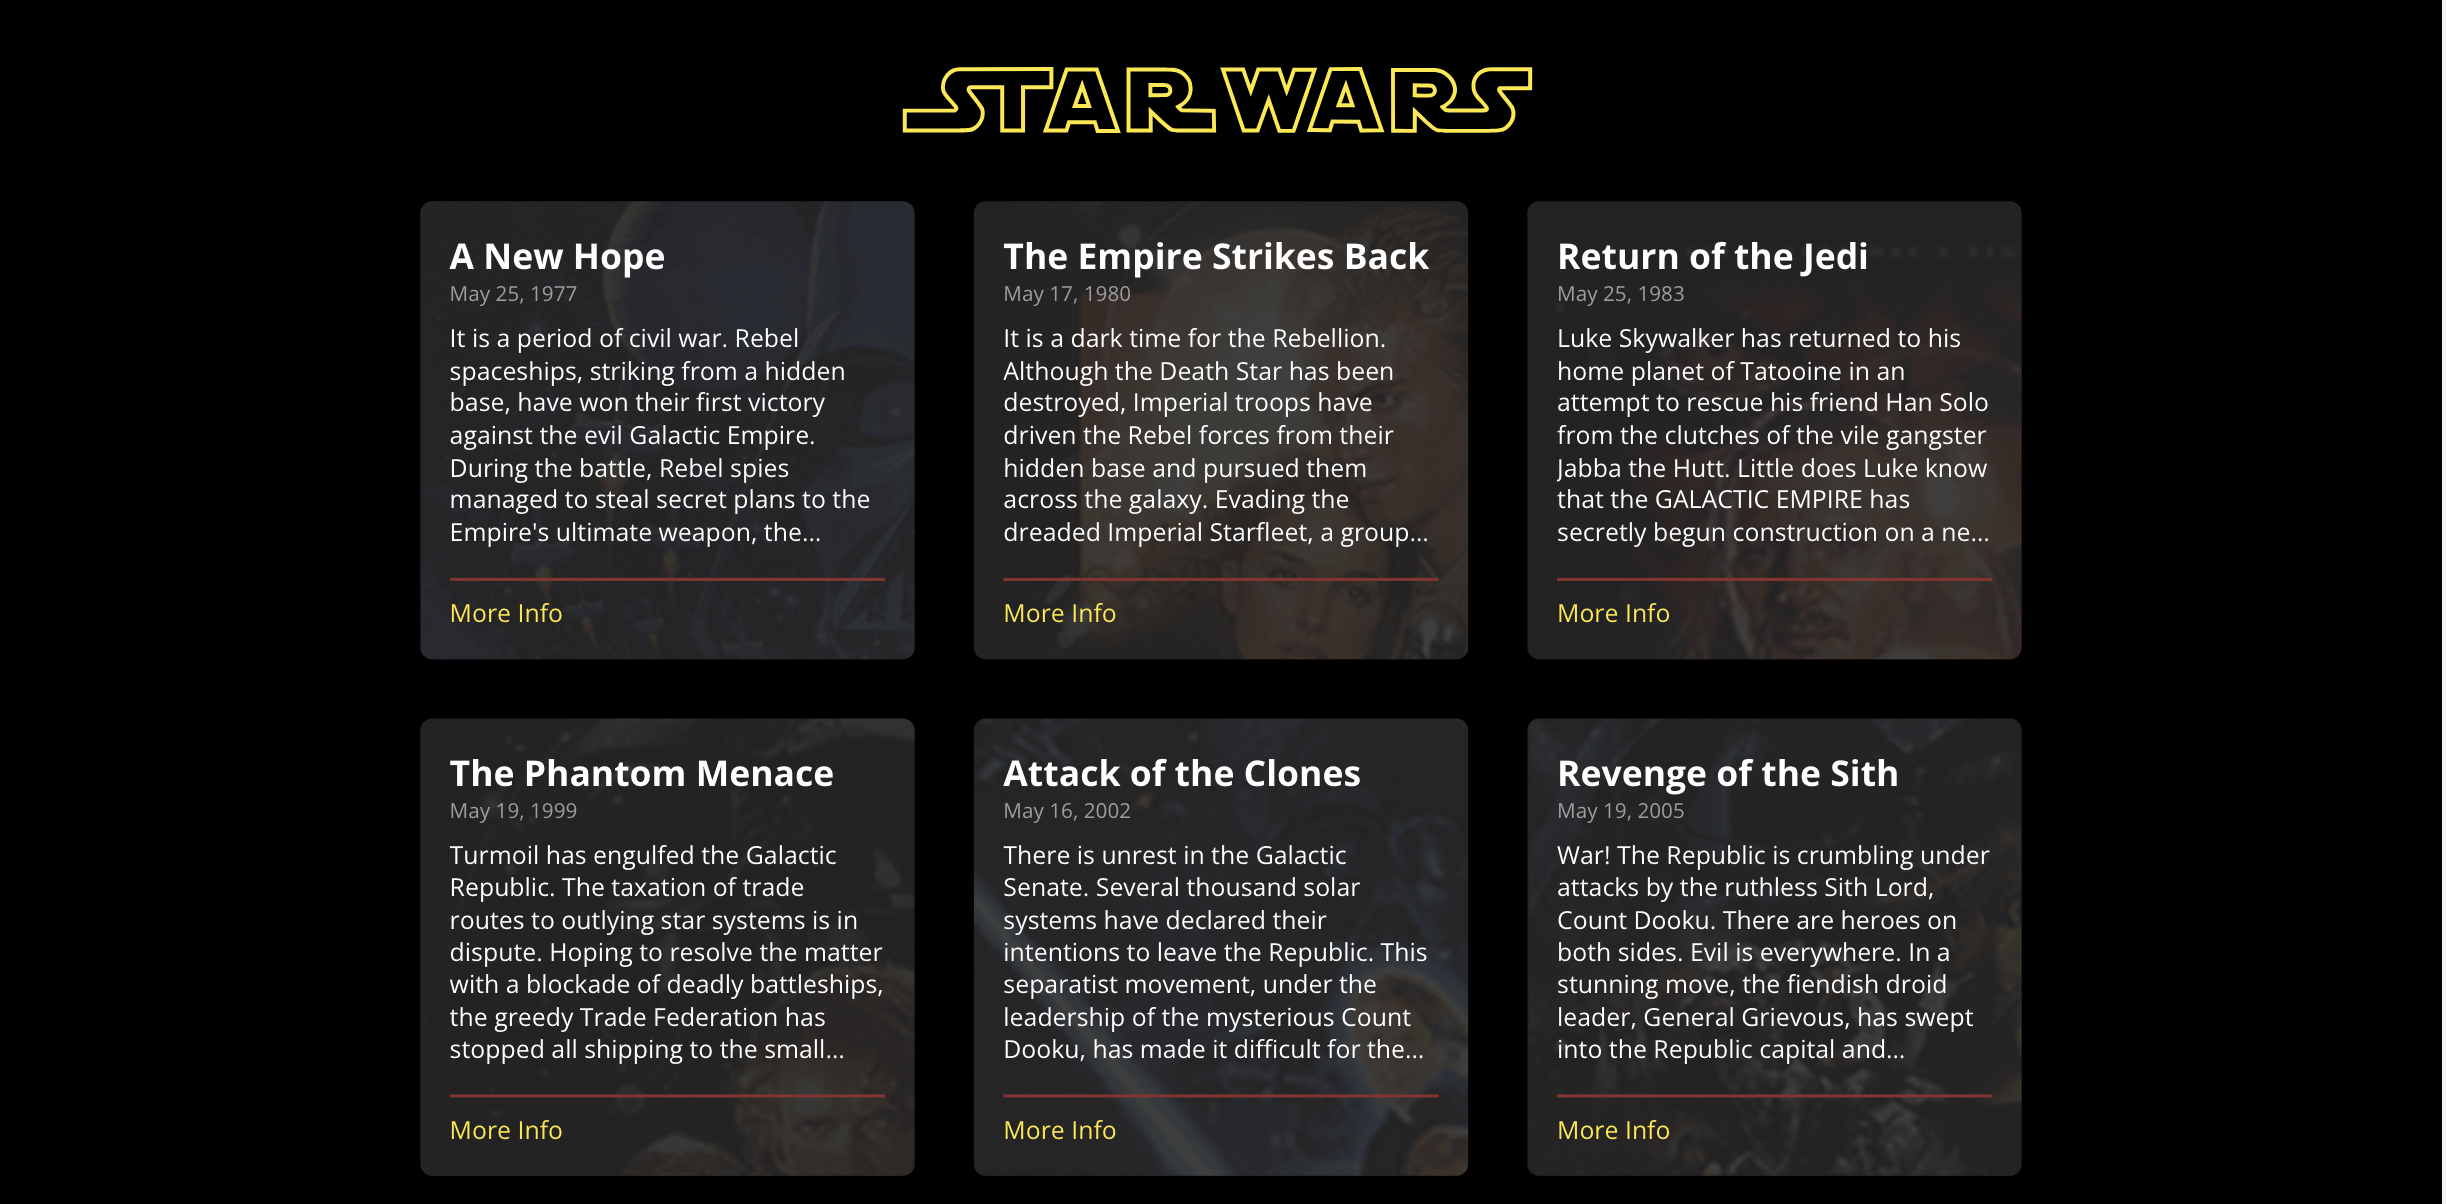 STAR WARS
A New Hope
May 25, 1977
It is a period of civil war. Rebel
spaceships, striking from a hidden
base, have won their first victory
against the evil Galactic Empire.
During the battle, Rebel spies
managed to steal secret plans to the
Empire's ultimate weapon, the...
More Info
The Empire Strikes Back
May 17, 1980
It is a dark time for the Rebellion.
Although the Death Star has been
destroyed, Imperial troops have
driven the Rebel forces from their
hidden base and pursued them
across the galaxy. Evading the
dreaded Imperial Starfleet, a group...
More Info
Return of the Jedi
May 25, 1983
Luke Skywalker has returned to his
home planet of Tatooine in an
attempt to rescue his friend Han Solo
from the clutches of the vile gangster
Jabba the Hutt. Little does Luke know
that the GALACTIC EMPIRE has
secretly begun construction on a ne...
More Info
The Phantom Menace
May 19, 1999
Turmoil has engulfed the Galactic
Republic. The taxation of trade
routes to outlying star systems is in
dispute. Hoping to resolve the matter
with a blockade of deadly battleships,
the greedy Trade Federation has
stopped all shipping to the small...
More Info
Attack of the Clones
May 16, 2002
There is unrest in the Galactic
Senate. Several thousand solar
systems have declared their
intentions to leave the Republic. This
separatist movement, under the
leadership of the mysterious Count
Dooku, has made it difficult for the...
More Info
Revenge of the Sith
May 19, 2005
War! The Republic is crumbling under
attacks by the ruthless Sith Lord,
Count Dooku. There are heroes on
both sides. Evil is everywhere. In a
stunning move, the fiendish droid
leader, General Grievous, has swept
into the Republic capital and...
More Info